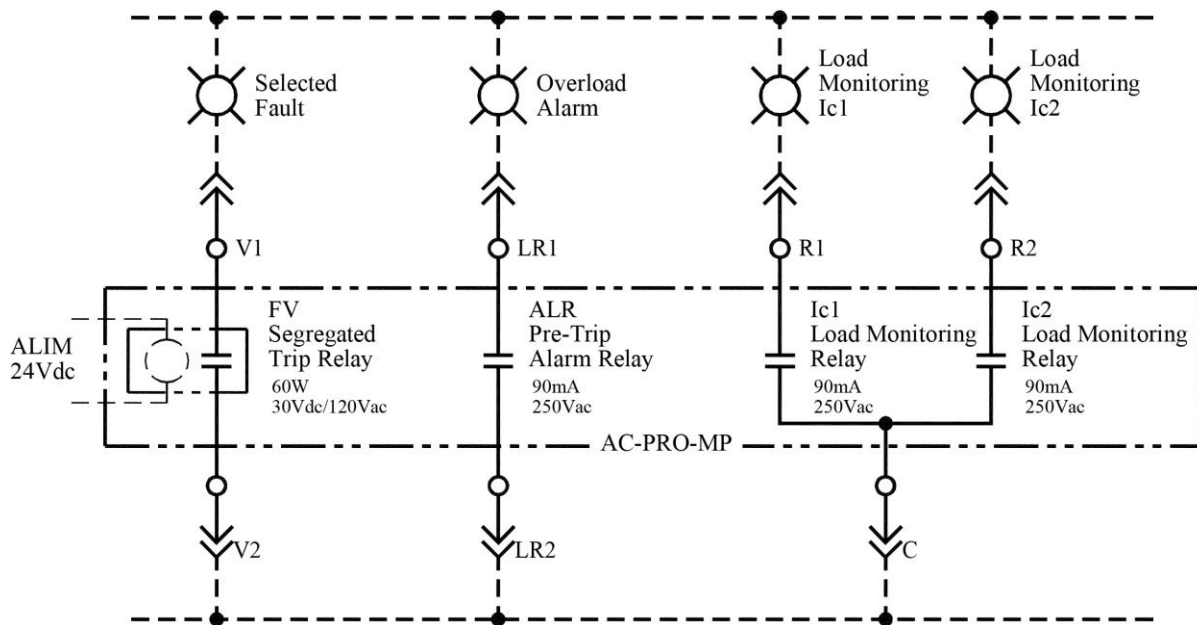 Selected
Fault
Overload
Alarm
Load
Monitoring
Ic1
Load
Monitoring
Ic2
V1
LR1
R1
R2
ALIM
24Vdc
FV
Segregated
Trip Relay
60W
30Vdc/120Vac
ALR
Pre-Trip
Alarm Relay
90mA
250Vac
Ic1
Load Monitoring
Relay
90mA
250Vac
Ic2
Load Monitoring
Relay
90mA
250Vac
AC-PRO-MP
V2
LR2
C